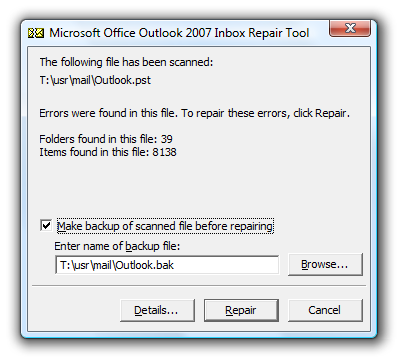 Microsoft Office Outlook 2007 Inbox Repair Tool
The following file has been scanned:
T:\usr\mail\Outlook.pst
Errors were found in this file. To repair these errors, click Repair.
Folders found in this file: 39
Items found in this file: 8138
Make backup of scanned file before repairing
Enter name of backup file:
T:\usr\mail\Outlook.bak
Browse...
Details...
Repair
Cancel